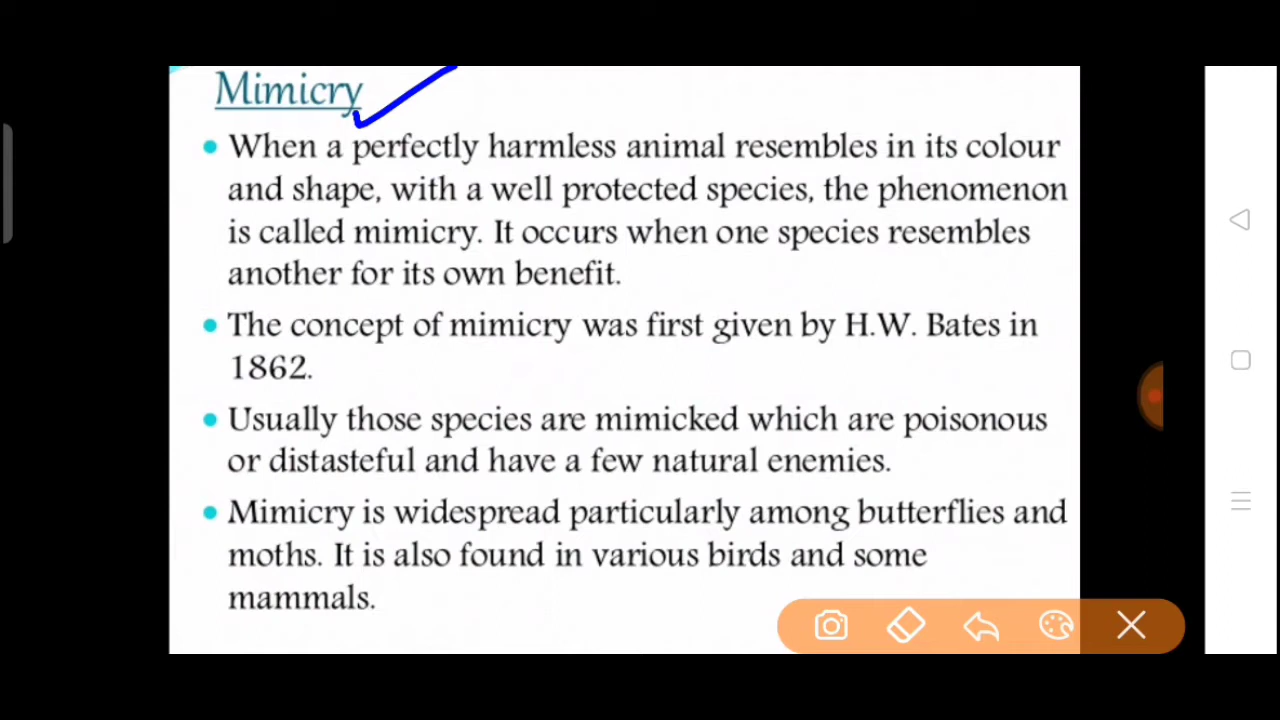 Mimicry
• When a perfectly harmless animal resembles in its colour
and shape, with a well protected species, the phenomenon
is called mimicry. It occurs when one species resembles
another for its own benefit.
• The concept of mimicry was first given by H.W. Bates in
1862.
• Usually those species are mimicked which are poisonous
or distasteful and have a few natural enemies.
• Mimicry is widespread particularly among butterflies and
moths. It is also found in various birds and some
mammals.